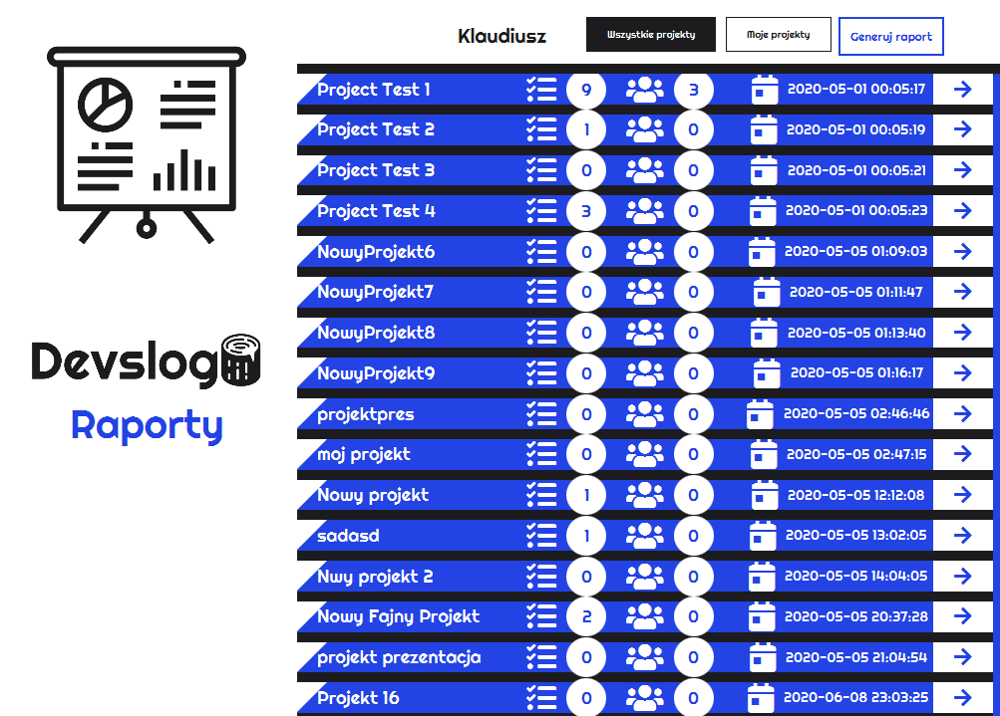 Klaudiusz Wszystkie projekty Moje projekty Generuj raport
Devslog
Raporty
Project Test 1 9 3 2020-05-01 00:05:17
Project Test 2 1 0 2020-05-01 00:05:19
Project Test 3 0 0 2020-05-01 00:05:21
Project Test 4 3 0 2020-05-01 00:05:23
NowyProjekt6 0 0 2020-05-05 01:09:03
NowyProjekt7 0 0 2020-05-05 01:11:47
NowyProjekt8 0 0 2020-05-05 01:13:40
NowyProjekt9 0 0 2020-05-05 01:16:17
projektpres 0 0 2020-05-05 02:46:46
moj projekt 0 0 2020-05-05 02:47:15
Nowy projekt 1 0 2020-05-05 12:12:08
sadasd 1 0 2020-05-05 13:02:05
Nwy projekt 2 0 0 2020-05-05 14:04:05
Nowy Fajny Projekt 2 0 2020-05-05 20:37:28
projekt prezentacja 0 0 2020-05-05 21:04:54
Projekt 16 0 0 2020-06-08 23:03:25